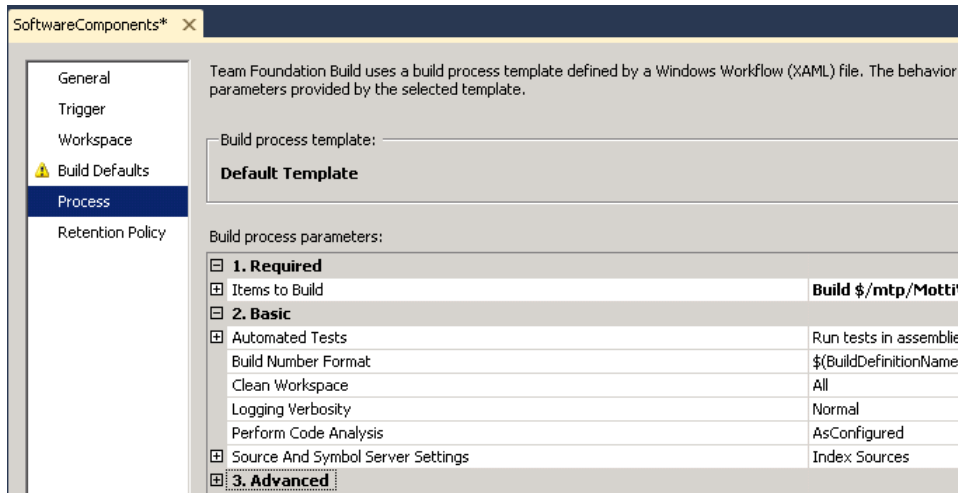 SoftwareComponents*
General
Trigger
Workspace
Build Defaults
Process
Retention Policy
Team Foundation Build uses a build process template defined by a Windows Workflow (XAML) file. The behavior
parameters provided by the selected template.
Build process template:
Default Template
Build process parameters:
1. Required
Items to Build Build $/mtp/Motti
2. Basic
Automated Tests Run tests in assemblie
Build Number Format $(BuildDefinitionName
Clean Workspace All
Logging Verbosity Normal
Perform Code Analysis AsConfigured
Source And Symbol Server Settings Index Sources
3. Advanced